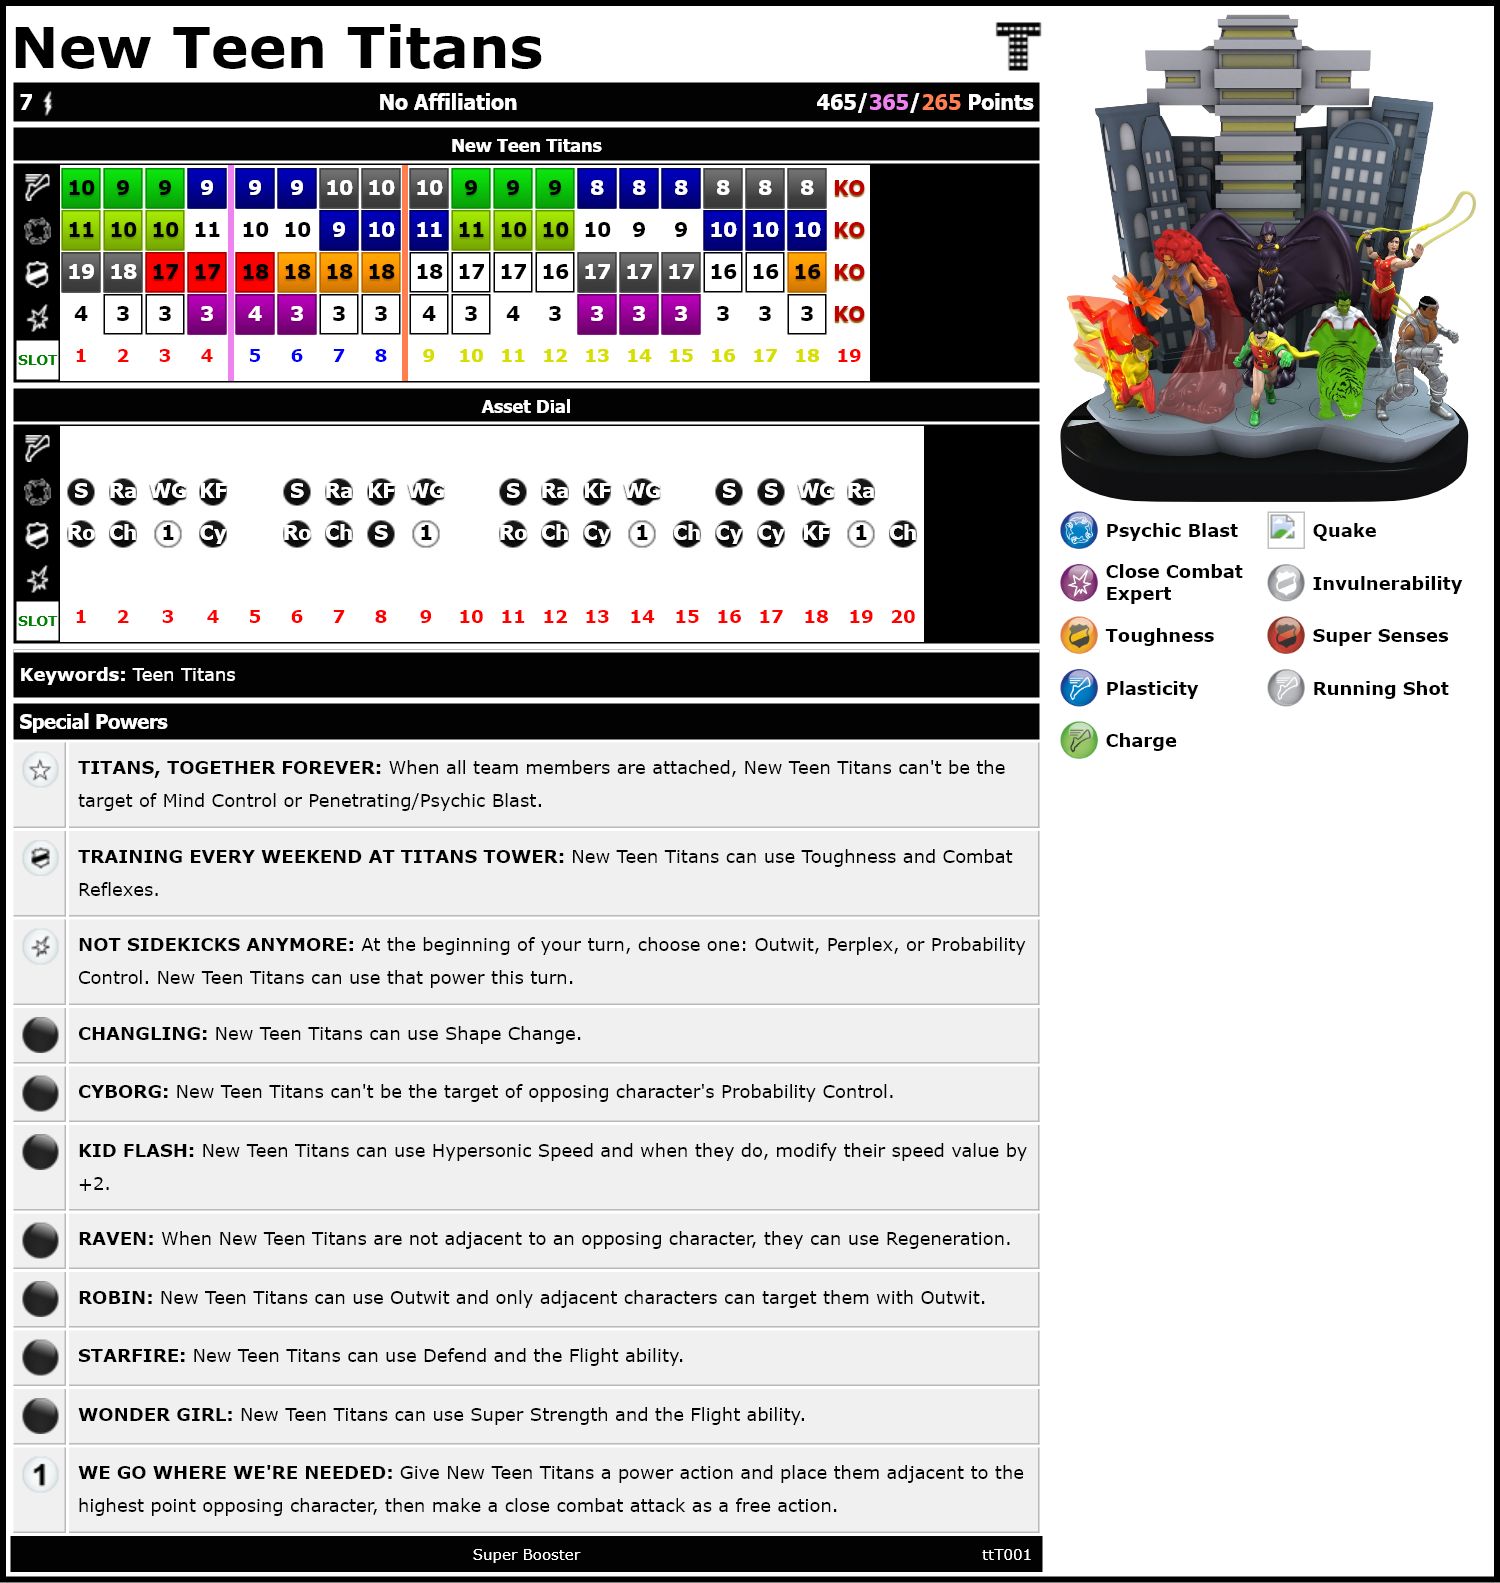 New Teen Titans
7 No Affiliation 465/365/265 Points
New Teen Titans
10 9 9 9 9 9 10 10 10 9 9 9 8 8 8 8 8 8 KO
11 10 10 11 10 10 9 10 11 11 10 10 10 9 9 10 10 10 KO
19 18 17 17 18 18 18 18 18 17 17 16 17 17 17 16 16 16 KO
4 3 3 3 4 3 3 3 4 3 4 3 3 3 3 3 3 3 KO
SLOT 1 2 3 4 5 6 7 8 9 10 11 12 13 14 15 16 17 18 19
Asset Dial
S Ra WG KF S Ra KF WG S Ra KF WG S S WG Ra
Ro Ch 1 Cy Ro Ch S 1 Ro Ch Cy 1 Ch Cy Cy KF 1 Ch
SLOT 1 2 3 4 5 6 7 8 9 10 11 12 13 14 15 16 17 18 19 20
Keywords: Teen Titans
Special Powers
TITANS, TOGETHER FOREVER: When all team members are attached, New Teen Titans can't be the
target of Mind Control or Penetrating/Psychic Blast.
TRAINING EVERY WEEKEND AT TITANS TOWER: New Teen Titans can use Toughness and Combat
Reflexes.
NOT SIDEKICKS ANYMORE: At the beginning of your turn, choose one: Outwit, Perplex, or Probability
Control. New Teen Titans can use that power this turn.
CHANGLING: New Teen Titans can use Shape Change.
CYBORG: New Teen Titans can't be the target of opposing character's Probability Control.
KID FLASH: New Teen Titans can use Hypersonic Speed and when they do, modify their speed value by
+2.
RAVEN: When New Teen Titans are not adjacent to an opposing character, they can use Regeneration.
ROBIN: New Teen Titans can use Outwit and only adjacent characters can target them with Outwit.
STARFIRE: New Teen Titans can use Defend and the Flight ability.
WONDER GIRL: New Teen Titans can use Super Strength and the Flight ability.
1 WE GO WHERE WE'RE NEEDED: Give New Teen Titans a power action and place them adjacent to the
highest point opposing character, then make a close combat attack as a free action.
Super Booster ttT001
Psychic Blast Quake
Close Combat
Expert
Invulnerability
Toughness Super Senses
Plasticity Running Shot
Charge